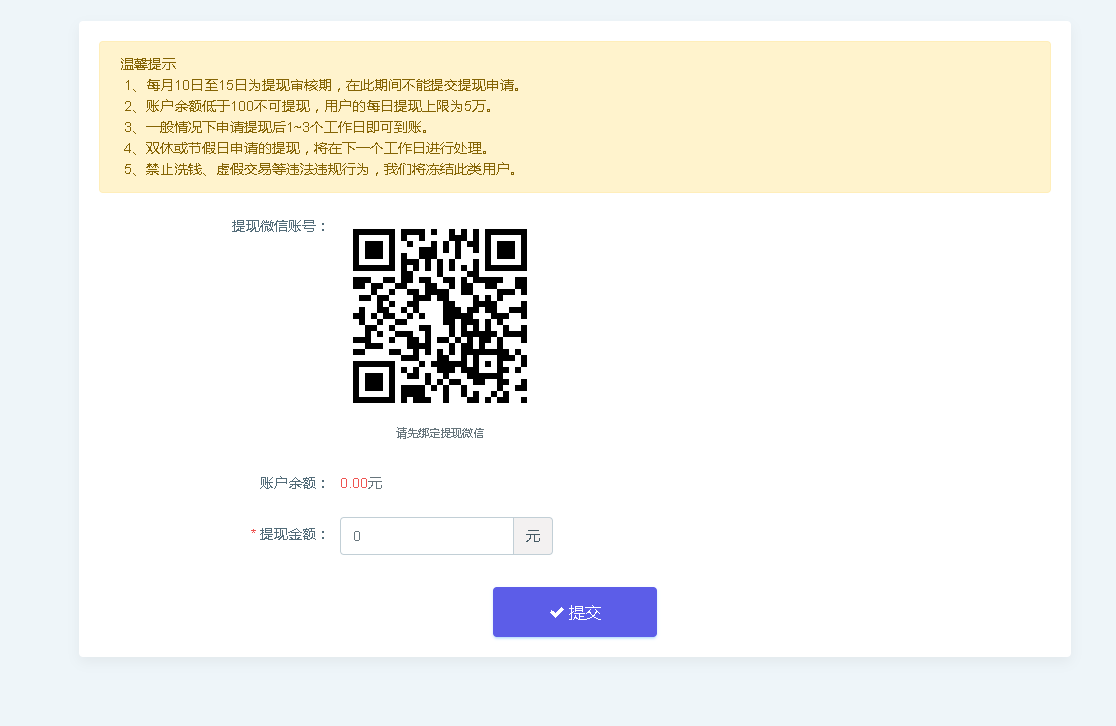 温馨提示
1、每月10日至15日为提现审核期，在此期间不能提交提现申请。
2、账户余额低于100不可提现，用户的每日提现上限为5万。
3、一般情况下申请提现后1~3个工作日即可到账。
4、双休或节假日申请的提现，将在下一个工作日进行处理。
5、禁止洗钱、虚假交易等违法违规行为，我们将冻结此类用户。
提现微信账号：
请先绑定提现微信
账户余额： 0.00元
*提现金额： 0 元
提交